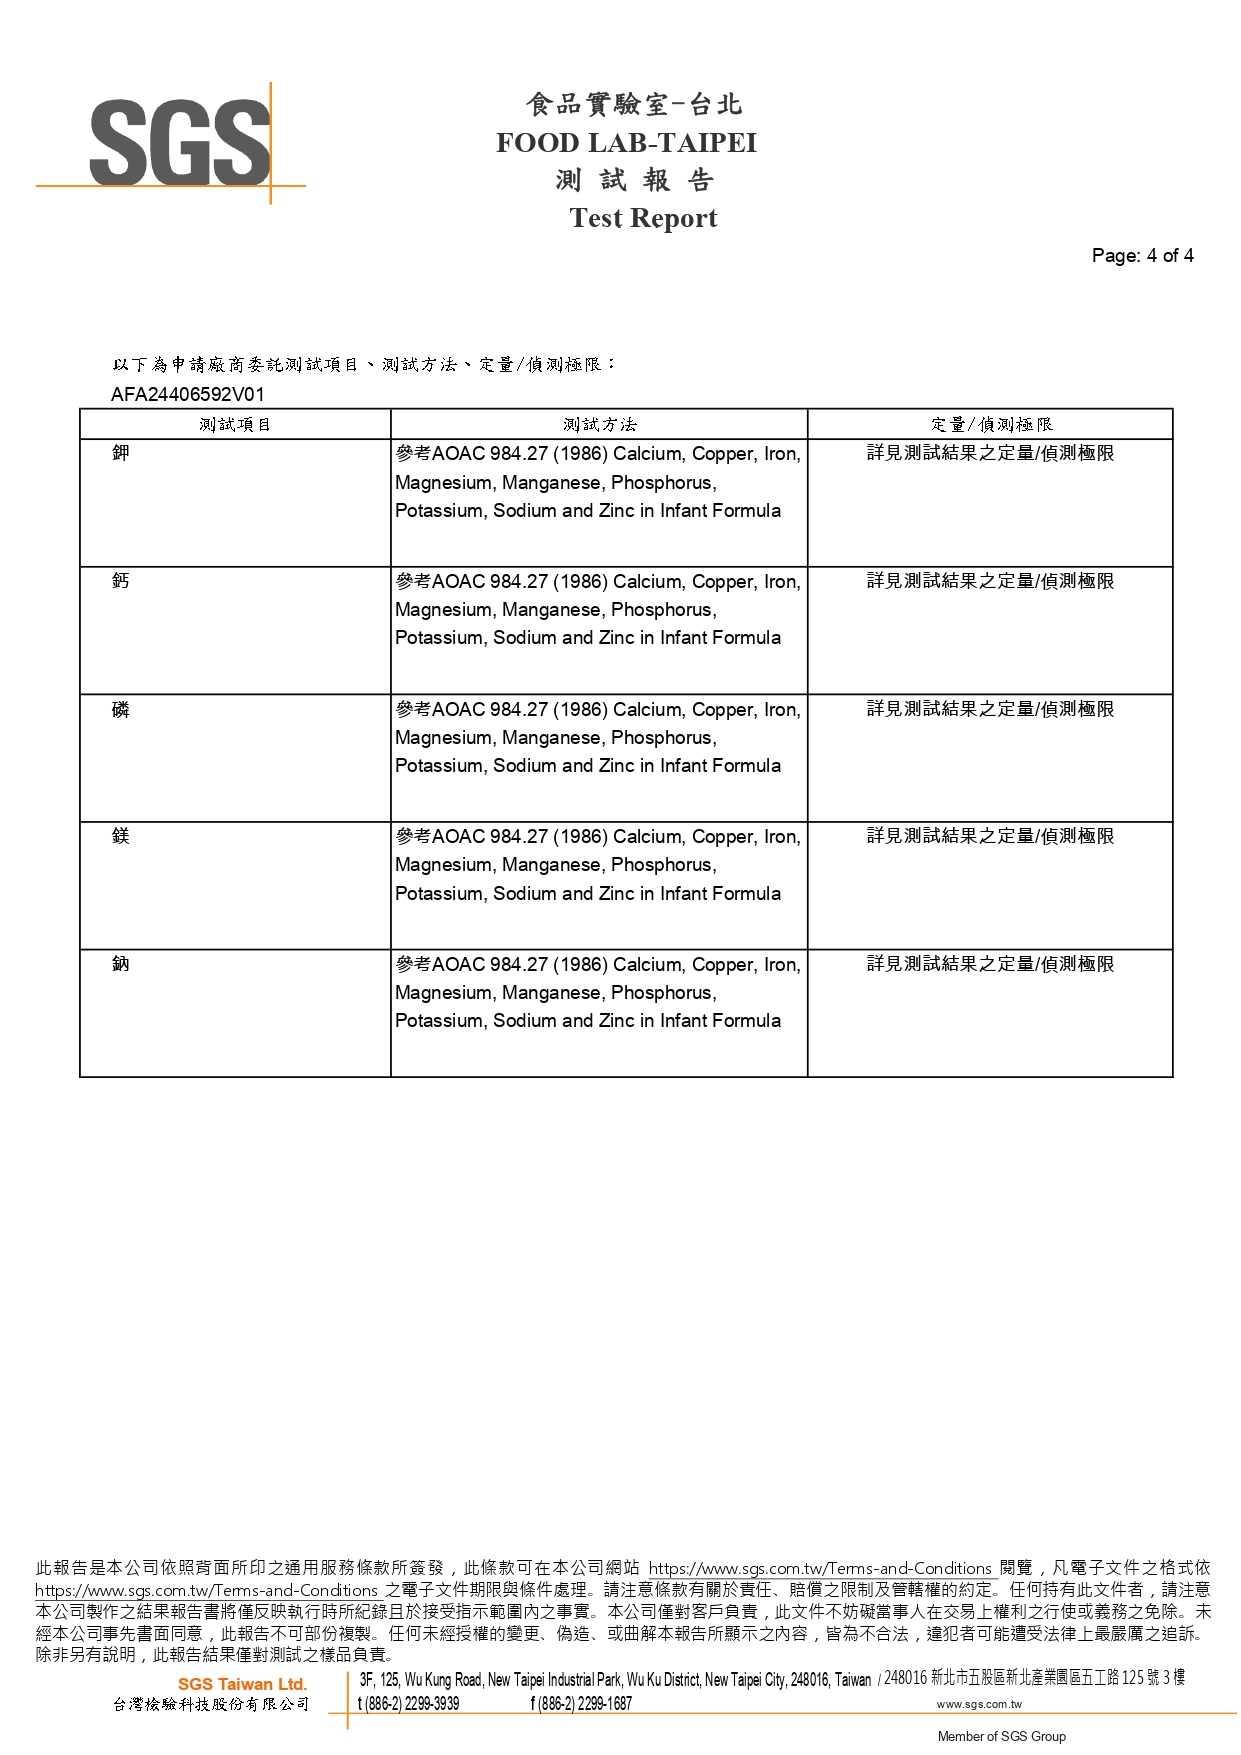 SGS
食品實驗室-台北
FOOD LAB-TAIPEI
測 試 報 告
Test Report
Page: 4 of 4
以下為申請廠商委託測試項目、測試方法、定量/偵測極限：
AFA24406592V01
測試項目 測試方法 定量/偵測極限
鉀 參考AOAC 984.27 (1986) Calcium, Copper, Iron, 詳見測試結果之定量/偵測極限
Magnesium, Manganese, Phosphorus,
Potassium, Sodium and Zinc in Infant Formula
鈣 參考AOAC 984.27 (1986) Calcium, Copper, Iron, 詳見測試結果之定量/偵測極限
Magnesium, Manganese, Phosphorus,
Potassium, Sodium and Zinc in Infant Formula
磷 參考AOAC 984.27 (1986) Calcium, Copper, Iron, 詳見測試結果之定量/偵測極限
Magnesium, Manganese, Phosphorus,
Potassium, Sodium and Zinc in Infant Formula
鎂 參考AOAC 984.27 (1986) Calcium, Copper, Iron, 詳見測試結果之定量/偵測極限
Magnesium, Manganese, Phosphorus,
Potassium, Sodium and Zinc in Infant Formula
鈉 參考AOAC 984.27 (1986) Calcium, Copper, Iron, 詳見測試結果之定量/偵測極限
Magnesium, Manganese, Phosphorus,
Potassium, Sodium and Zinc in Infant Formula
此報告是本公司依照背面所印之通用服務條款所簽發，此條款可在本公司網站 https://www.sgs.com.tw/Terms-and-Conditions 閱覽，凡電子文件之格式依
https://www.sgs.com.tw/Terms-and-Conditions 之電子文件期限與條件處理。請注意條款有關於責任、賠償之限制及管轄權的約定。任何持有此文件者，請注意
本公司製作之結果報告書將僅反映執行時所紀錄且於接受指示範圍內之事實。本公司僅對客戶負責，此文件不妨礙當事人在交易上權利之行使或義務之免除。未
經本公司事先書面同意，此報告不可部份複製。任何未經授權的變更、偽造、或曲解本報告所顯示之內容，皆為不合法，違犯者可能遭受法律上最嚴厲之追訴。
除非另有說明，此報告結果僅對測試之樣品負責。
SGS Taiwan Ltd. 3F, 125, Wu Kung Road, New Taipei Industrial Park, Wu Ku District, New Taipei City, 248016, Taiwan / 248016 新北市五股區新北產業園區五工路 125 號 3 樓
台灣檢驗科技股份有限公司 t (886-2) 2299-3939 f (886-2) 2299-1687 www.sgs.com.tw
Member of SGS Group